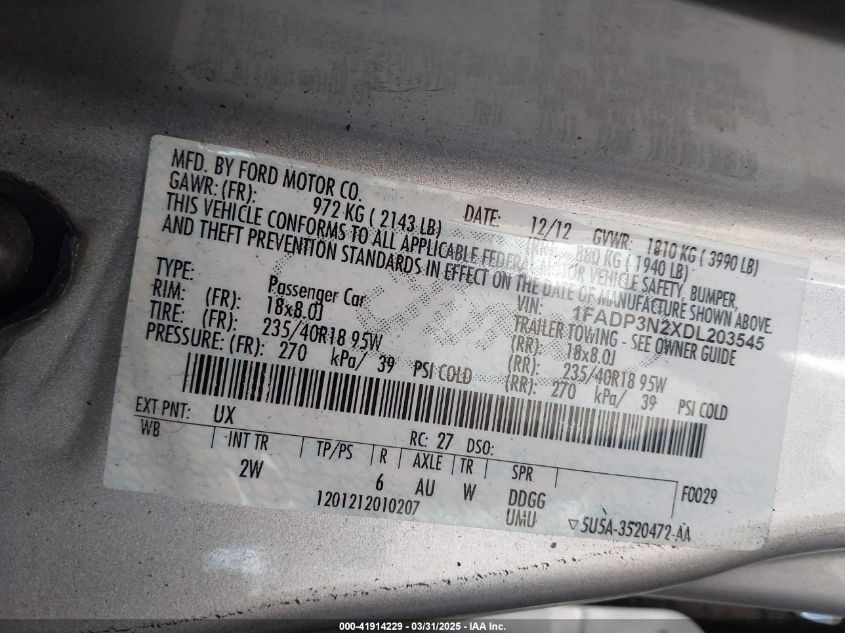 MFD. BY FORD MOTOR CO.
DATE: 12/12 GVWR: 1810 KG ( 3990 LB)
GAWR: (FR): 972 KG ( 2143 LB) 880 KG ( 1940 LB)
THIS VEHICLE CONFORMS TO ALL APPLICABLE FEDERAL MOTOR VEHICLE SAFETY, BUMPER,
AND THEFT PREVENTION STANDARDS IN EFFECT ON THE DATE OF MANUFACTURE SHOWN ABOVE.
VIN: 1FADP3N2XDL203545
TYPE: Passenger Car TRAILER TOWING - SEE OWNER GUIDE
RIM: (FR): 18x8.0J (RR): 18x8.0J
TIRE: (FR): 235/40R18 95W (RR): 235/40R18 95W
PRESSURE: (FR): 270 kPa/ 39 PSI COLD (RR): 270 kPa/ 39 PSI COLD
EXT PNT: UX RC: 27 DSO:
WB INT TR TP/PS R AXLE TR SPR F0029
2W 6 AU W DDGG
1201212010207 UMU ▽5U5A-3520472-AA
000-41914229 - 03/31/2025 - IAA Inc.